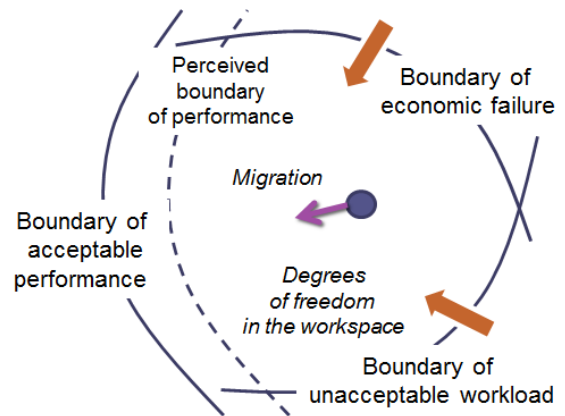 Perceived
boundary
of performance
Boundary of
economic failure
Migration
Boundary of
acceptable
performance
Degrees
of freedom
in the workspace
Boundary of
unacceptable workload